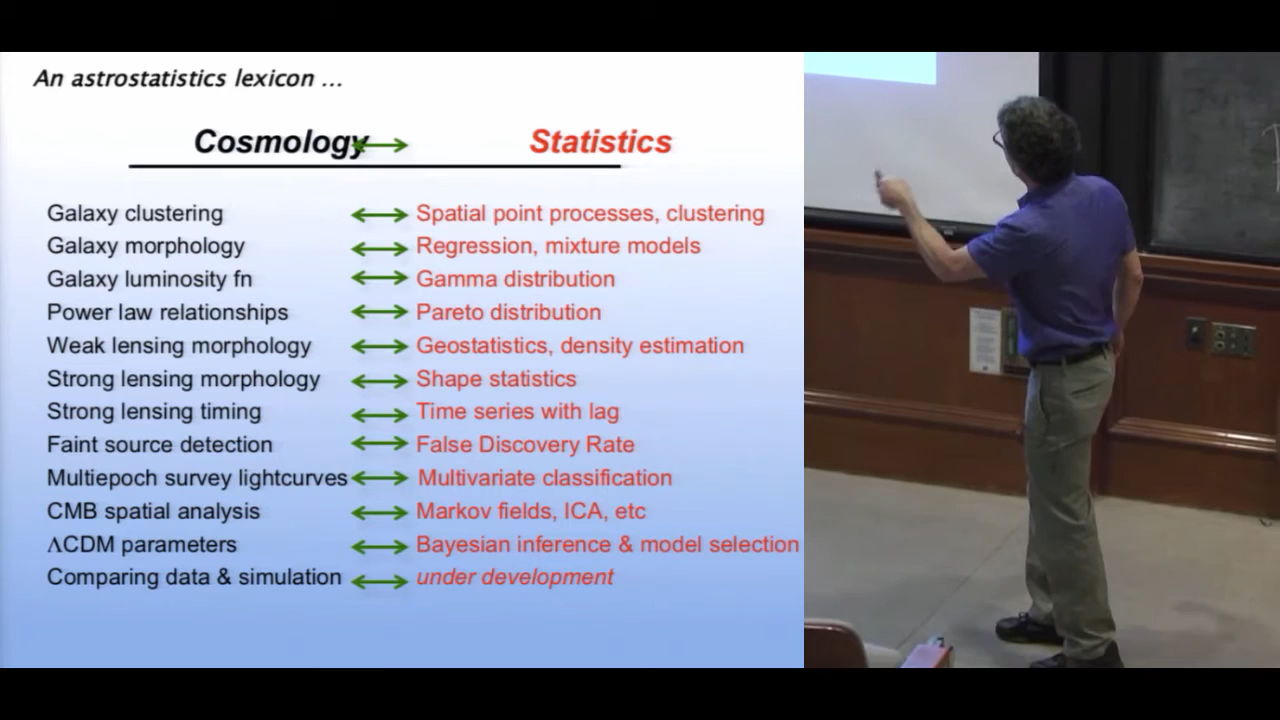 An astrostatistics lexicon ...
Cosmology Statistics
Galaxy clustering Spatial point processes, clustering
Galaxy morphology Regression, mixture models
Galaxy luminosity fn Gamma distribution
Power law relationships Pareto distribution
Weak lensing morphology Geostatistics, density estimation
Strong lensing morphology Shape statistics
Strong lensing timing Time series with lag
Faint source detection False Discovery Rate
Multiepoch survey lightcurves Multivariate classification
CMB spatial analysis Markov fields, ICA, etc
ΛCDM parameters Bayesian inference & model selection
Comparing data & simulation under development